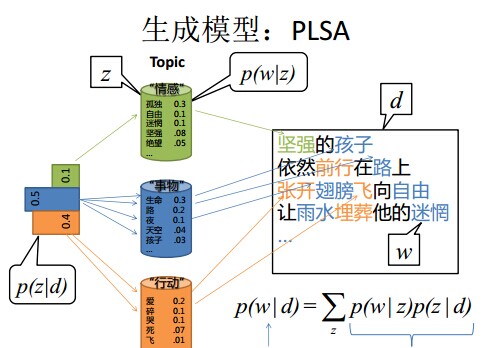 生成模型：PLSA
Topic
z
p(w|z)
"情感"
孤独 0.3
自由 0.1
迷惘 0.1
坚强 .08
绝望 .05
...
d
坚强的孩子
依然前行在路上
张开翅膀飞向自由
让雨水埋葬他的迷惘
...
w
0.1
0.5
0.4
p(z|d)
"事物"
生命 0.3
路 0.2
夜 0.1
天空 .04
孩子 .03
"行动"
爱 0.2
碎 0.1
哭 0.1
死 .07
飞 .01
p(w|d)=∑z p(w|z)p(z|d)